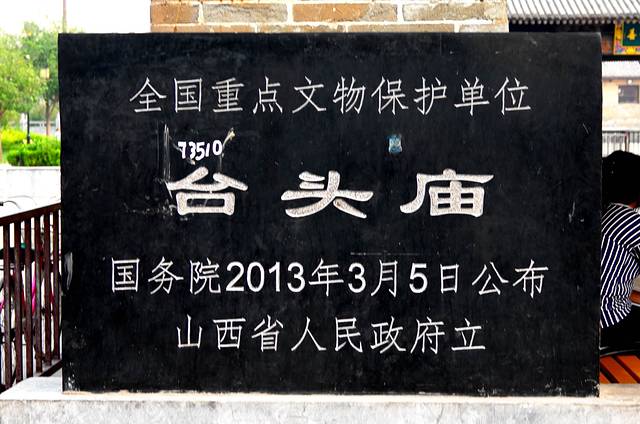 全国重点文物保护单位
73510
台头庙
国务院2013年3月5日公布
山西省人民政府立